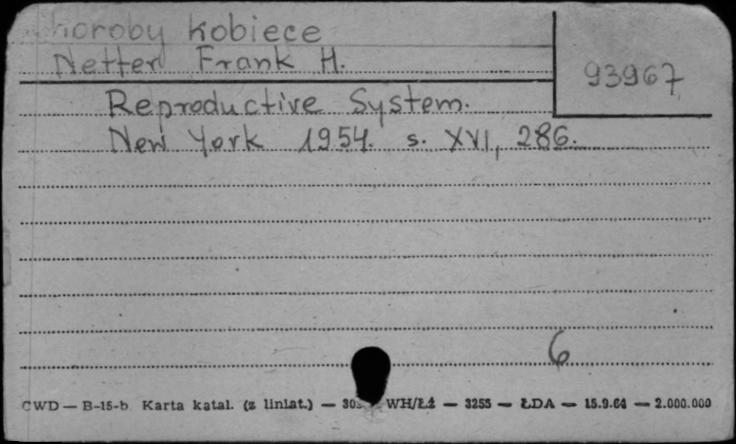 horoby kobiece
Netter Frank H.
93967
Reproductive System.
New York 1954. s. XVI, 286.
6
CWD — B-15-b Karta katal. (z liniat.) — WH/Łź — 3255 — ŁDA — 15.9.64 — 2.000.000